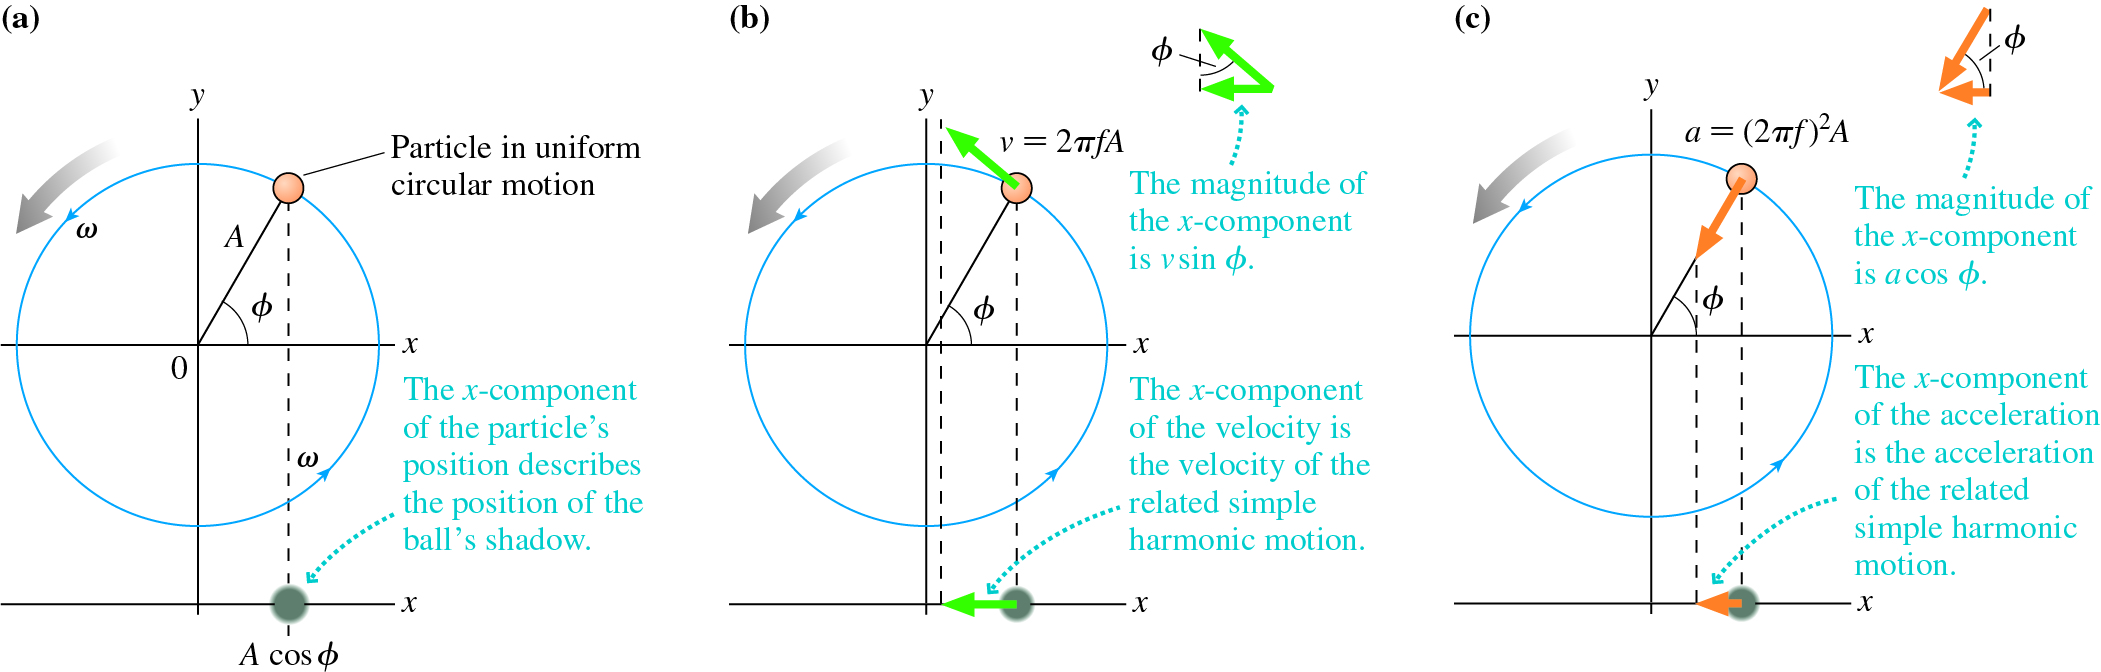 (a)
y
Particle in uniform
circular motion
ω
A
ϕ
x
0
The x-component
of the particle’s
position describes
the position of the
ball’s shadow.
ω
x
A cos ϕ
(b)
ϕ
y
v = 2πfA
The magnitude of
the x-component
is v sin ϕ.
ϕ
x
The x-component
of the velocity is
the velocity of the
related simple
harmonic motion.
x
(c)
ϕ
y
a = (2πf)²A
The magnitude of
the x-component
is a cos ϕ.
ϕ
x
The x-component
of the acceleration
is the acceleration
of the related
simple harmonic
motion.
x